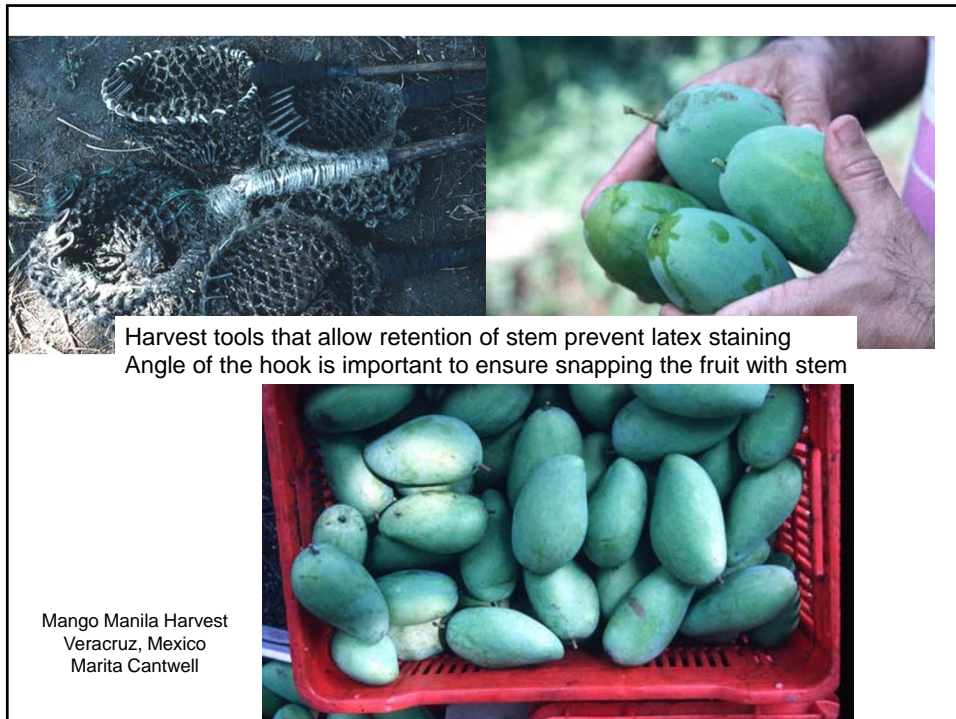 Harvest tools that allow retention of stem prevent latex staining
Angle of the hook is important to ensure snapping the fruit with stem
Mango Manila Harvest
Veracruz, Mexico
Marita Cantwell